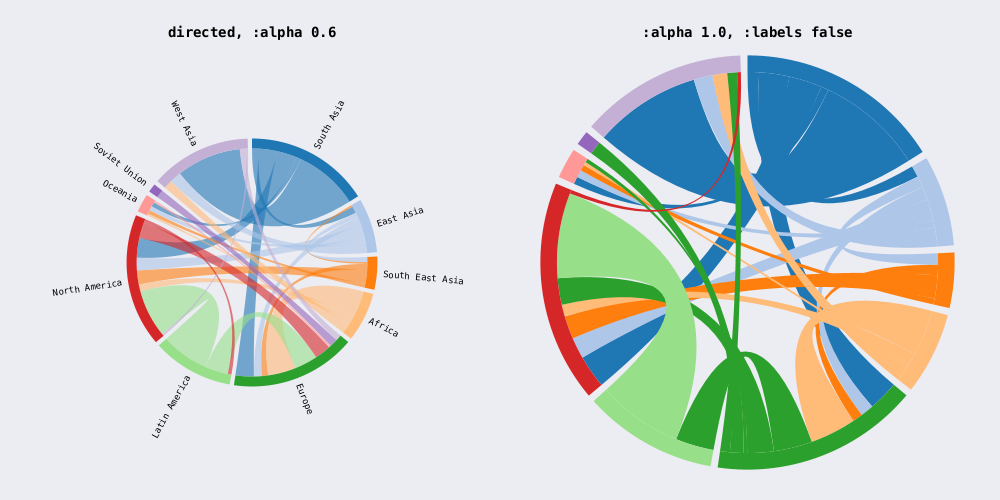 directed, :alpha 0.6
:alpha 1.0, :labels false
West Asia
South Asia
Soviet Union
Oceania
East Asia
South East Asia
North America
Africa
Latin America
Europe